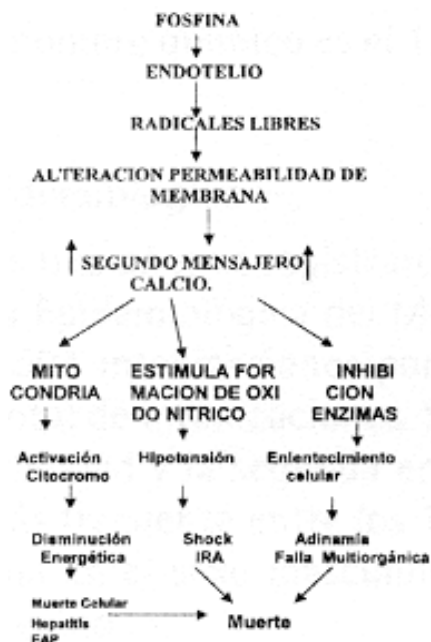 FOSFINA
ENDOTELIO
RADICALES LIBRES
ALTERACION PERMEABILIDAD DE
MEMBRANA
SEGUNDO MENSAJERO
CALCIO.
MITO
CONDRIA
ESTIMULA FOR
MACION DE OXI
DO NITRICO
INHIBI
CION
ENZIMAS
Activación
Citocromo
Hipotensión
Enlentecimiento
celular
Disminución
Energética
Shock
IRA
Adinamia
Falla Multiorgánica
Muerte Celular
Hepatitis
EAP
Muerte